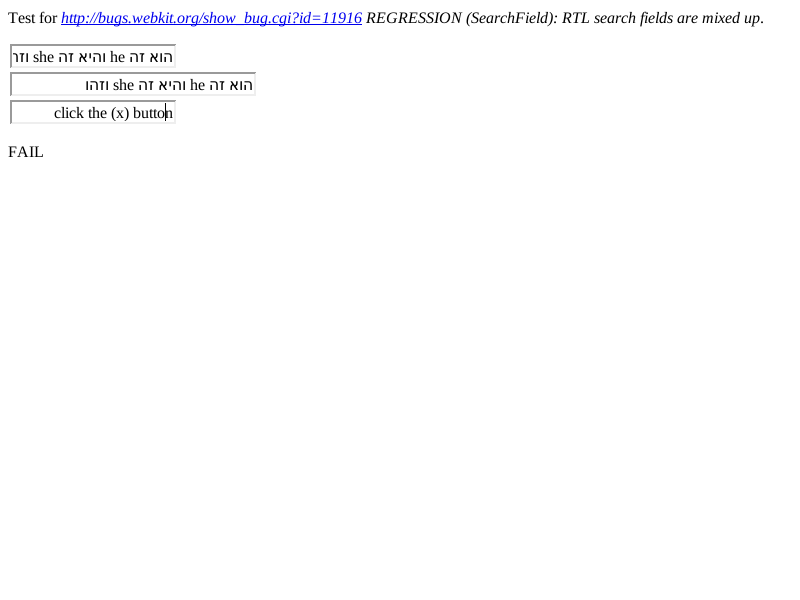 Test for http://bugs.webkit.org/show_bug.cgi?id=11916 REGRESSION (SearchField): RTL search fields are mixed up.
הוא זה he והיא זה she
הוא זה he והיא זה she וזהו
click the (x) button
FAIL